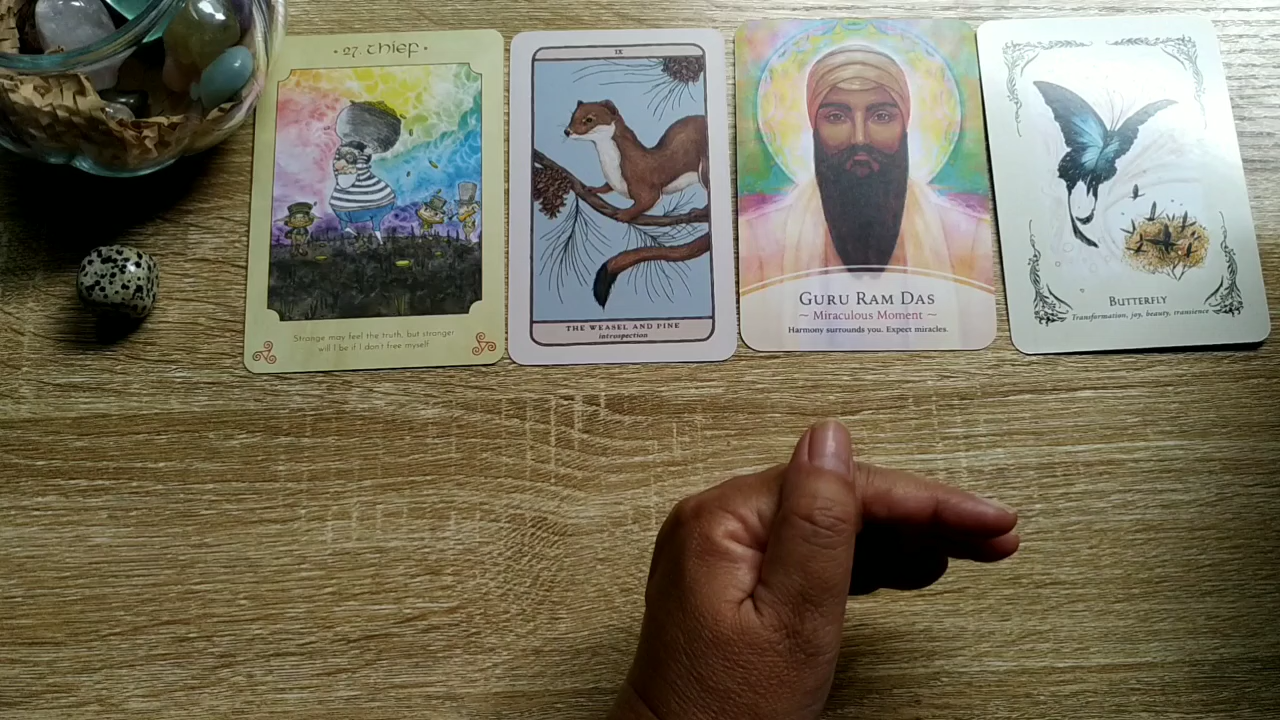 · 27. Thief ·
Strange may feel the truth, but stranger
will I be if I don't free myself
IX
THE WEASEL AND PINE
introspection
GURU RAM DAS
~ Miraculous Moment ~
Harmony surrounds you. Expect miracles.
BUTTERFLY
Transformation, joy, beauty, transience